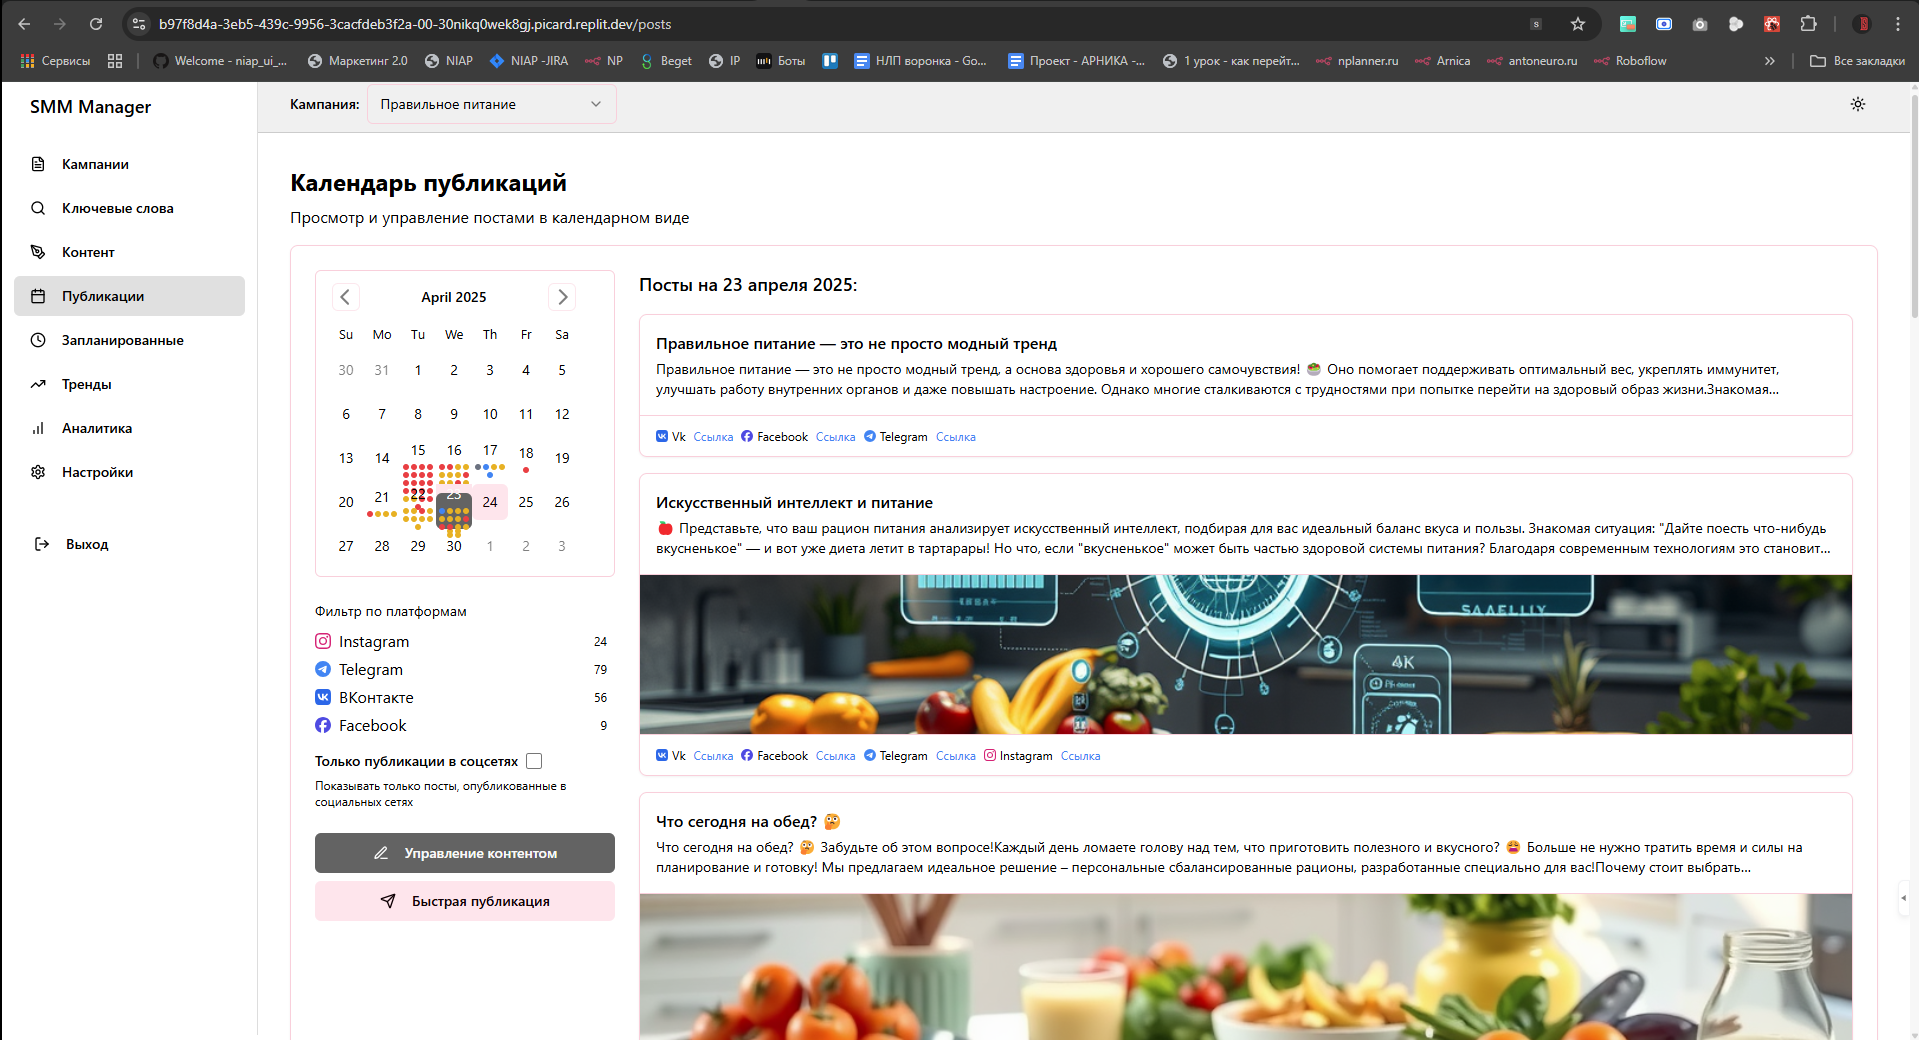 b97f8d4a-3eb5-439c-9956-3cacfdeb3f2a-00-30nikq0wek8gj.picard.replit.dev/posts
Сервисы
Welcome - niap_ui_...
Маркетинг 2.0
NIAP
NIAP -JIRA
NP
Beget
IP
Боты
НЛП воронка - Go...
Проект - АРНИКА -...
1 урок - как перейт...
nplanner.ru
Arnica
antoneuro.ru
Roboflow
Все закладки
SMM Manager
Кампании
Ключевые слова
Контент
Публикации
Запланированные
Тренды
Аналитика
Настройки
Выход
Кампания: Правильное питание
Календарь публикаций
Просмотр и управление постами в календарном виде
April 2025
Su Mo Tu We Th Fr Sa
30 31 1 2 3 4 5
6 7 8 9 10 11 12
13 14 15 16 17 18 19
20 21 22 23 24 25 26
27 28 29 30 1 2 3
Фильтр по платформам
Instagram 24
Telegram 79
ВКонтакте 56
Facebook 9
Только публикации в соцсетях
Показывать только посты, опубликованные в
социальных сетях
Управление контентом
Быстрая публикация
Посты на 23 апреля 2025:
Правильное питание — это не просто модный тренд
Правильное питание — это не просто модный тренд, а основа здоровья и хорошего самочувствия! 🥗 Оно помогает поддерживать оптимальный вес, укреплять иммунитет,
улучшать работу внутренних органов и даже повышать настроение. Однако многие сталкиваются с трудностями при попытке перейти на здоровый образ жизни.Знакомая...
Vk Ссылка Facebook Ссылка Telegram Ссылка
Искусственный интеллект и питание
🍎 Представьте, что ваш рацион питания анализирует искусственный интеллект, подбирая для вас идеальный баланс вкуса и пользы. Знакомая ситуация: "Дайте поесть что-нибудь
вкусненькое" — и вот уже диета летит в тартарары! Но что, если "вкусненькое" может быть частью здоровой системы питания? Благодаря современным технологиям это становит...
SAAFLLIY
4K
Vk Ссылка Facebook Ссылка Telegram Ссылка Instagram Ссылка
Что сегодня на обед? 🤔
Что сегодня на обед? 🤔 Забудьте об этом вопросе!Каждый день ломаете голову над тем, что приготовить полезного и вкусного? 😩 Больше не нужно тратить время и силы на
планирование и готовку! Мы предлагаем идеальное решение – персональные сбалансированные рационы, разработанные специально для вас!Почему стоит выбрать...